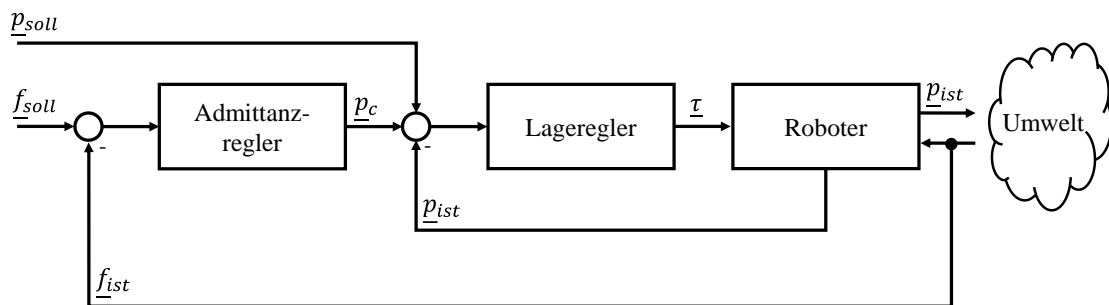 p_soll
f_soll
Admittanz-
regler
p_c
Lageregler
τ
Roboter
p_ist
Umwelt
-
-
p_ist
f_ist